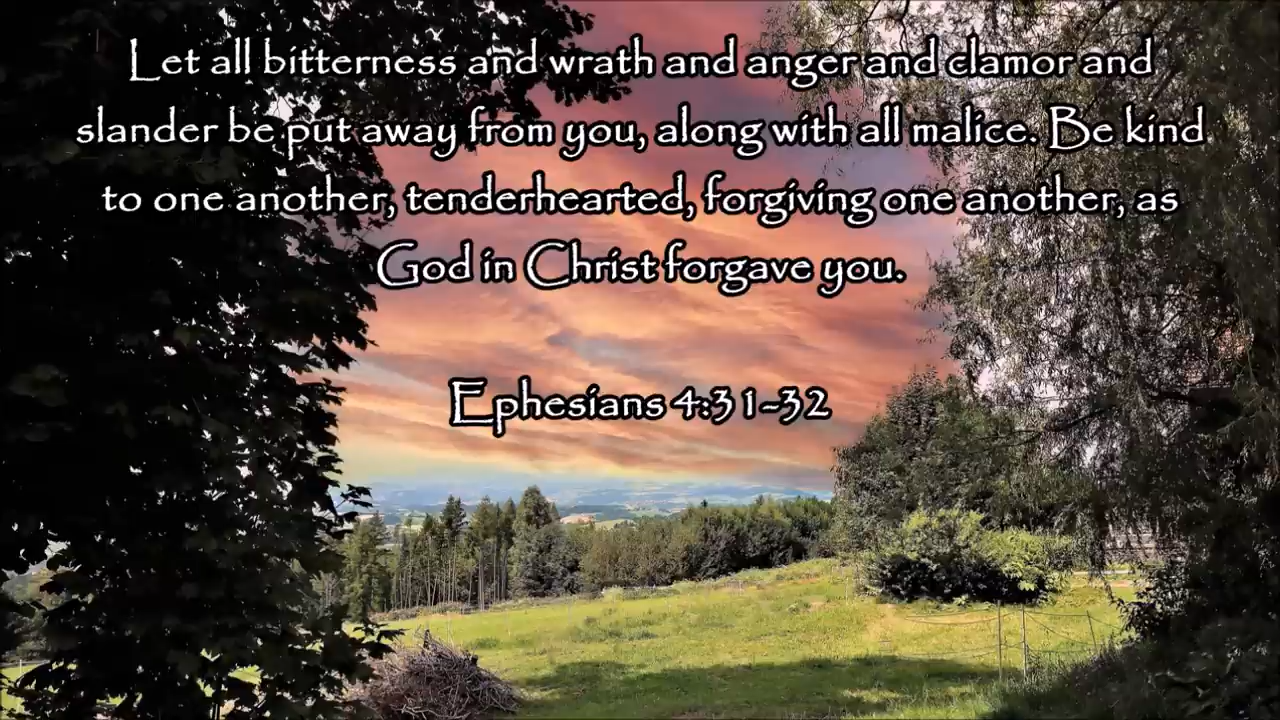 Let all bitterness and wrath and anger and clamor and
slander be put away from you, along with all malice. Be kind
to one another, tenderhearted, forgiving one another, as
God in Christ forgave you.
Ephesians 4:31-32